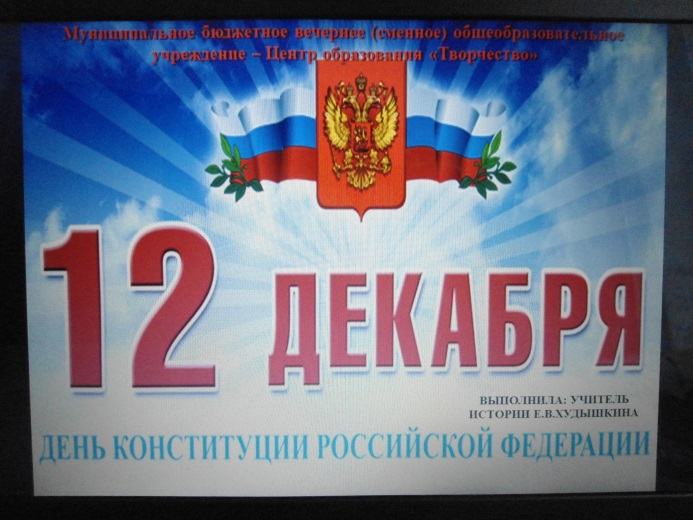 Муниципальное бюджетное вечернее (сменное) общеобразовательное
учреждение – Центр образования «Творчество»
12 ДЕКАБРЯ
ВЫПОЛНИЛА: УЧИТЕЛЬ
ИСТОРИИ Е.В.ХУДЫШКИНА
ДЕНЬ КОНСТИТУЦИИ РОССИЙСКОЙ ФЕДЕРАЦИИ